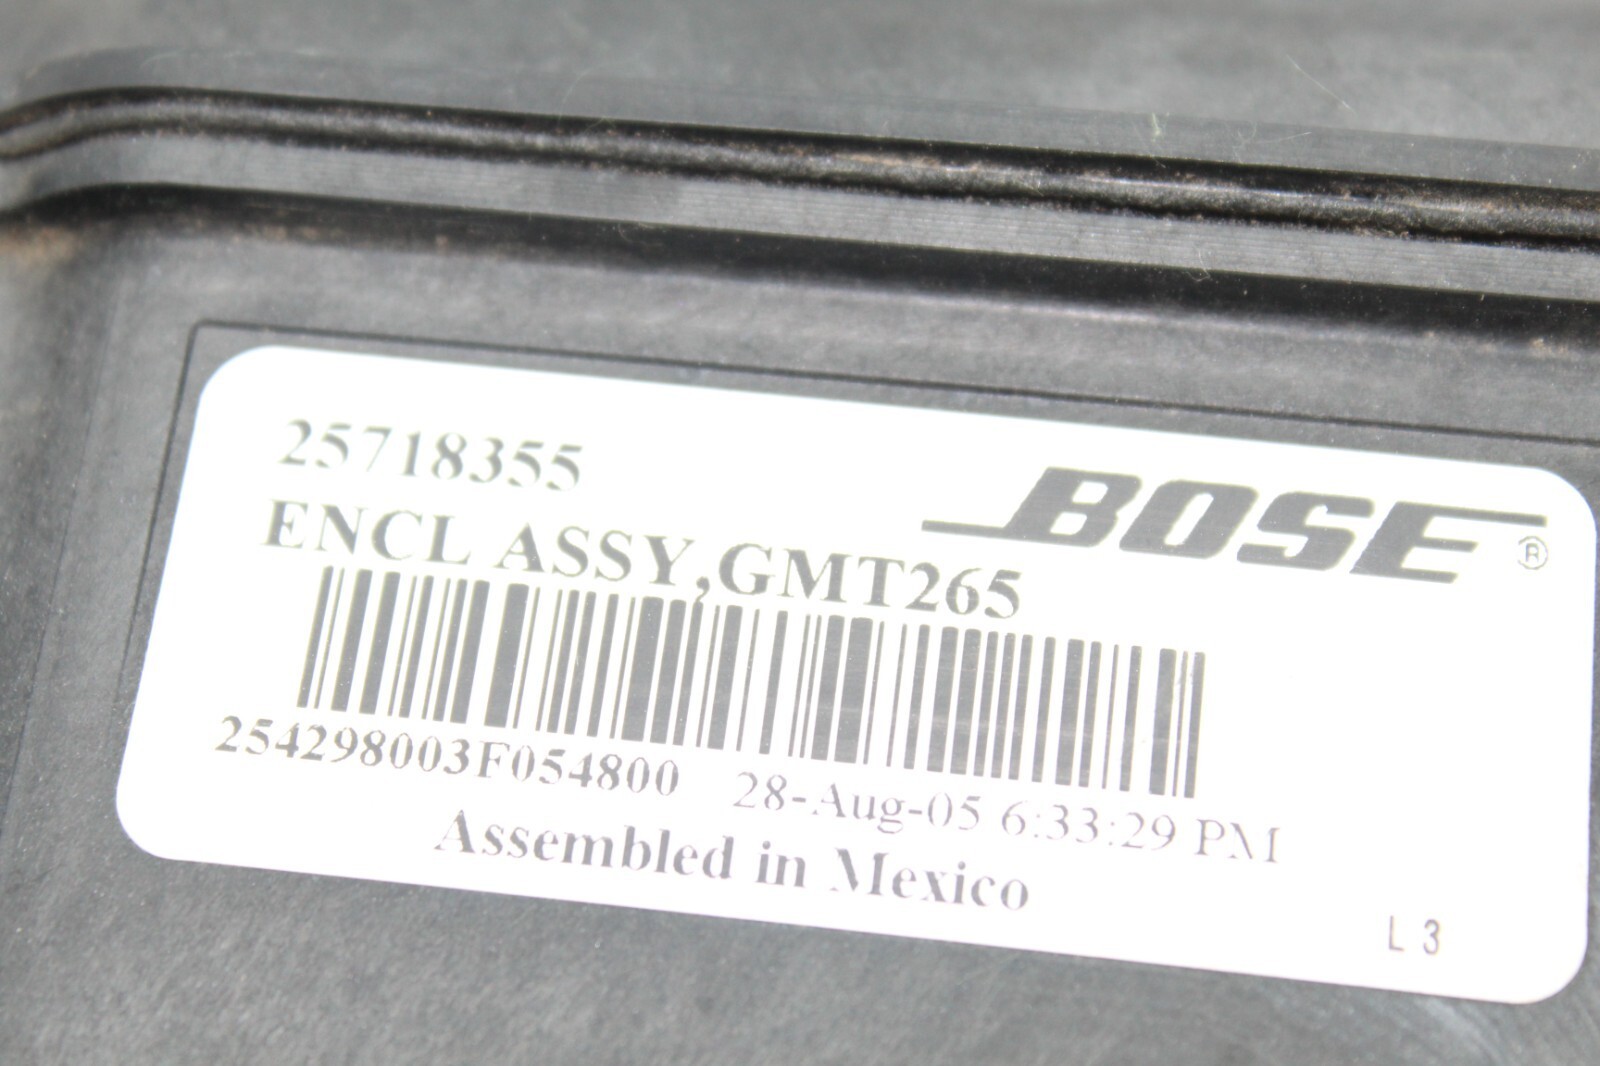 25718355
BOSE ®
ENCL ASSY,GMT265
254298003F054800 28-Aug-05 6:33:29 PM
Assembled in Mexico
L 3